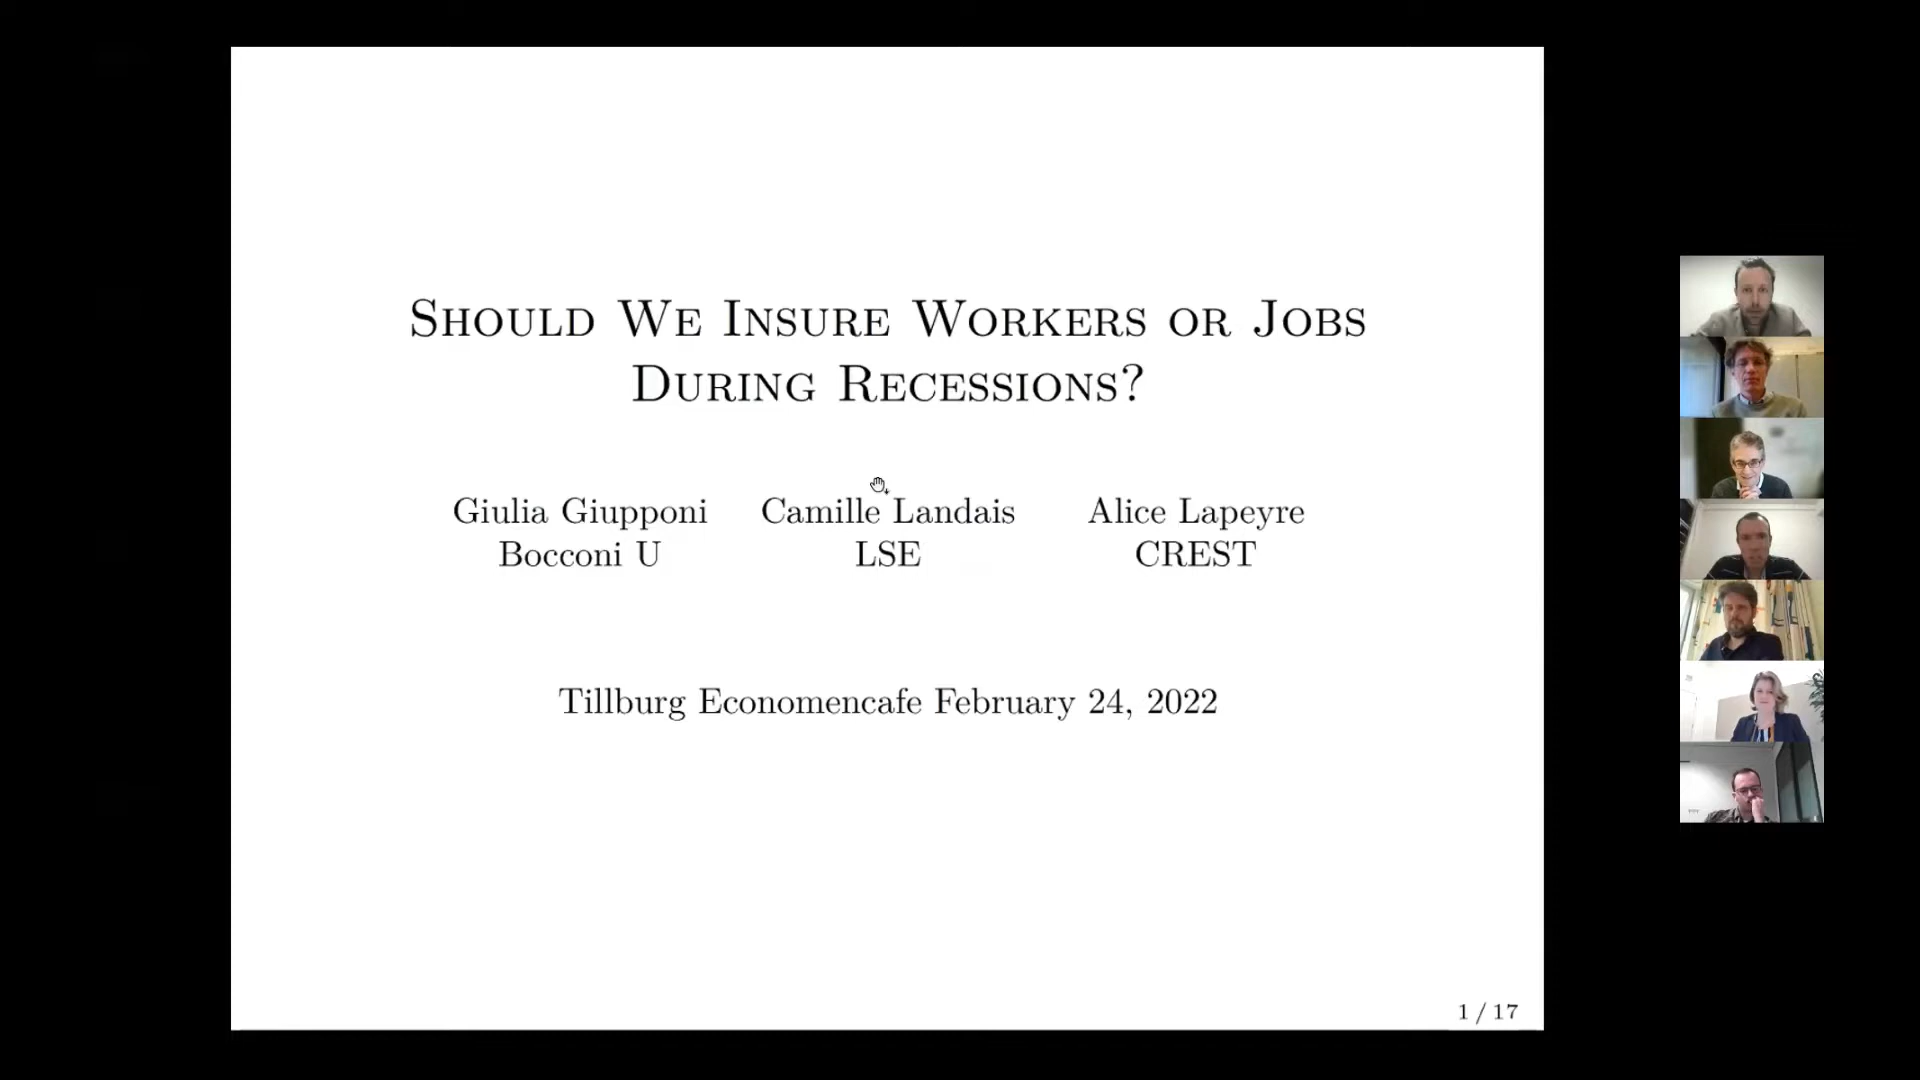 Should We Insure Workers or Jobs
During Recessions?
Giulia Giupponi Camille Landais Alice Lapeyre
Bocconi U LSE CREST
Tillburg Economencafe February 24, 2022
1 / 17